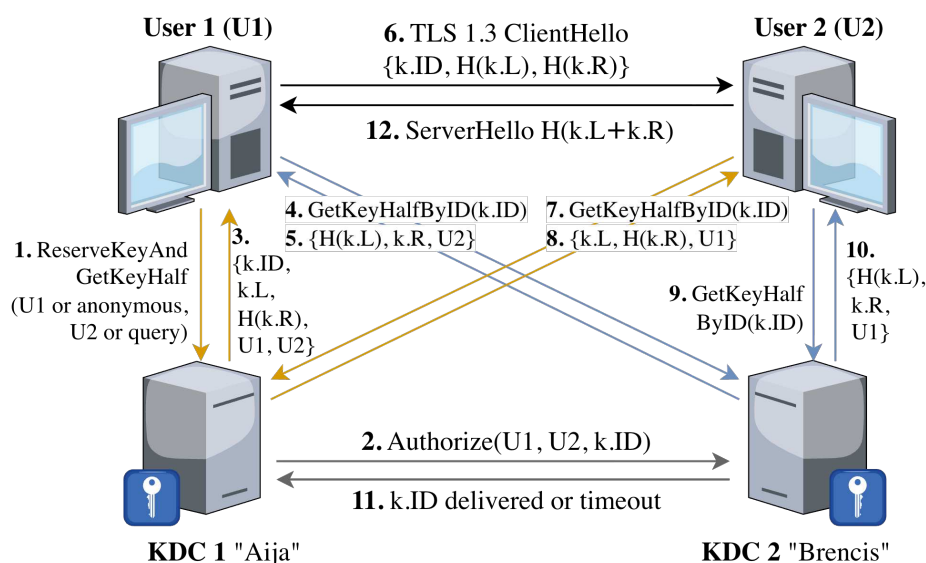 User 1 (U1)
User 2 (U2)
6. TLS 1.3 ClientHello
{k.ID, H(k.L), H(k.R)}
12. ServerHello H(k.L+k.R)
4. GetKeyHalfByID(k.ID)
5. {H(k.L), k.R, U2}
7. GetKeyHalfByID(k.ID)
8. {k.L, H(k.R), U1}
1. ReserveKeyAnd
GetKeyHalf
(U1 or anonymous,
U2 or query)
3.
{k.ID,
k.L,
H(k.R),
U1, U2}
9. GetKeyHalf
ByID(k.ID)
10.
{H(k.L),
k.R,
U1}
2. Authorize(U1, U2, k.ID)
11. k.ID delivered or timeout
KDC 1 "Aija"
KDC 2 "Brencis"